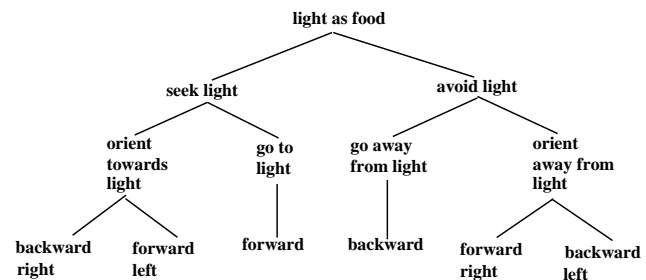 light as food
seek light
avoid light
orient
towards
light
go to
light
go away
from light
orient
away from
light
backward
right
forward
left
forward
backward
forward
right
backward
left